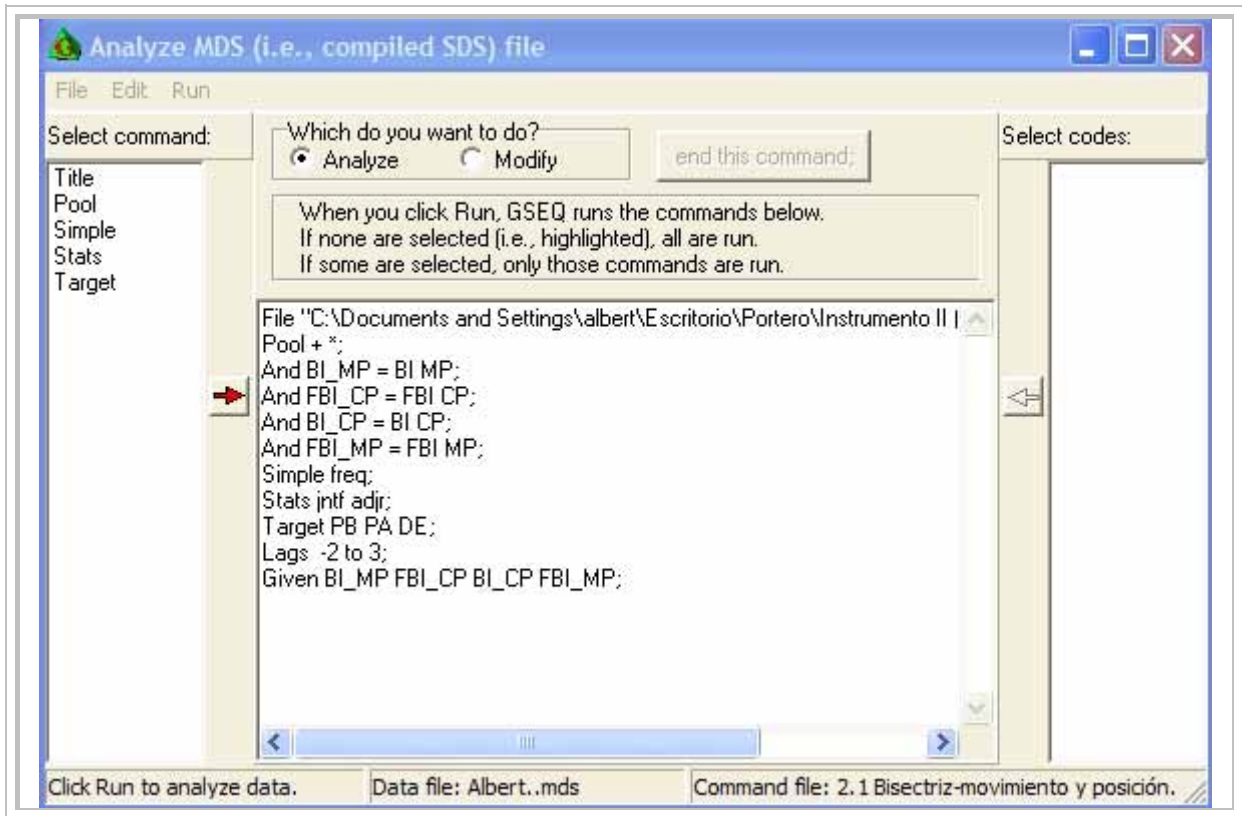 Analyze MDS (i.e., compiled SDS) file
File Edit Run
Select command:
Title
Pool
Simple
Stats
Target
Which do you want to do?
Analyze Modify
end this command;
When you click Run, GSEQ runs the commands below.
If none are selected (i.e., highlighted), all are run.
If some are selected, only those commands are run.
File "C:\Documents and Settings\albert\Escritorio\Portero\Instrumento II
Pool + *;
And BI_MP = BI MP;
And FBI_CP = FBI CP;
And BI_CP = BI CP;
And FBI_MP = FBI MP;
Simple freq;
Stats jntf adjr;
Target PB PA DE;
Lags -2 to 3;
Given BI_MP FBI_CP BI_CP FBI_MP;
Select codes:
Click Run to analyze data.
Data file: Albert..mds
Command file: 2.1 Bisectriz-movimiento y posición.